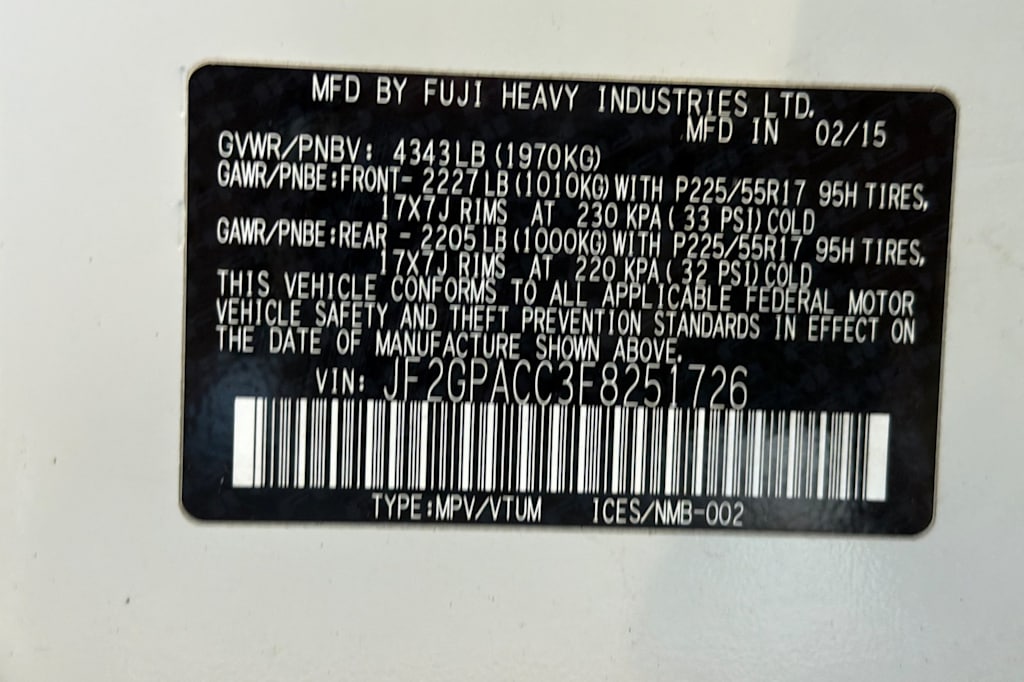 MFD BY FUJI HEAVY INDUSTRIES LTD.
MFD IN 02/15
GVWR/PNBV: 4343LB (1970KG)
GAWR/PNBE:FRONT- 2227LB(1010KG)WITH P225/55R17 95H TIRES,
17X7J RIMS AT 230 KPA( 33 PSI)COLD
GAWR/PNBE:REAR - 2205LB(1000KG)WITH P225/55R17 95H TIRES,
17X7J RIMS AT 220 KPA( 32 PSI)COLD
THIS VEHICLE CONFORMS TO ALL APPLICABLE FEDERAL MOTOR
VEHICLE SAFETY AND THEFT PREVENTION STANDARDS IN EFFECT ON
THE DATE OF MANUFACTURE SHOWN ABOVE.
VIN: JF2GPACC3F8251726
TYPE:MPV/VTUM ICES/NMB-002